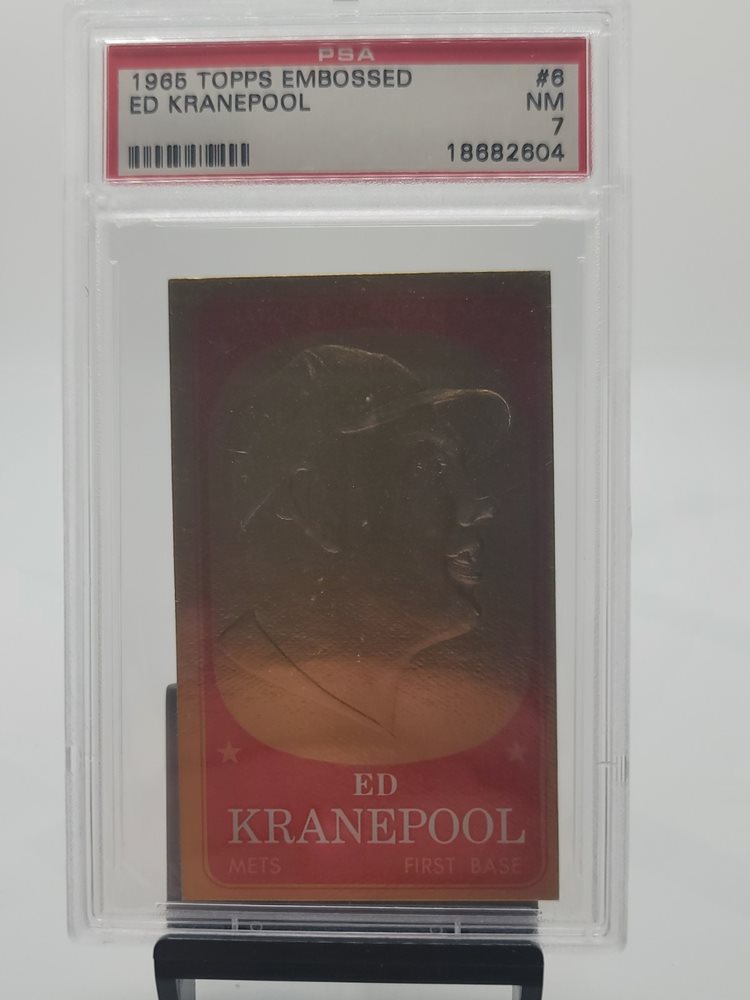 PSA
1965 TOPPS EMBOSSED #6
ED KRANEPOOL NM
7
18682604
ED
KRANEPOOL
METS FIRST BASE